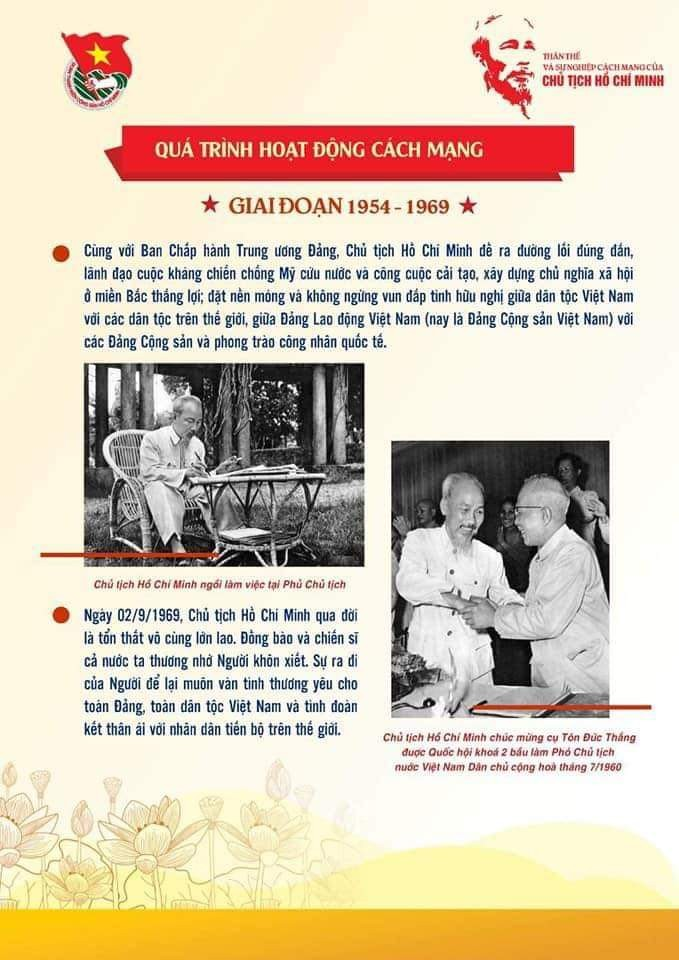 THÂN THẾ
VÀ SỰ NGHIỆP CÁCH MẠNG CỦA
CHỦ TỊCH HỒ CHÍ MINH
QUÁ TRÌNH HOẠT ĐỘNG CÁCH MẠNG
GIAI ĐOẠN 1954 - 1969
Cùng với Ban Chấp hành Trung ương Đảng, Chủ tịch Hồ Chí Minh đề ra đường lối đúng đắn,
lãnh đạo cuộc kháng chiến chống Mỹ cứu nước và công cuộc cải tạo, xây dựng chủ nghĩa xã hội
ở miền Bắc thắng lợi; đặt nền móng và không ngừng vun đắp tình hữu nghị giữa dân tộc Việt Nam
với các dân tộc trên thế giới, giữa Đảng Lao động Việt Nam (nay là Đảng Cộng sản Việt Nam) với
các Đảng Cộng sản và phong trào công nhân quốc tế.
Chủ tịch Hồ Chí Minh ngồi làm việc tại Phủ Chủ tịch
Ngày 02/9/1969, Chủ tịch Hồ Chí Minh qua đời
là tổn thất vô cùng lớn lao. Đồng bào và chiến sĩ
cả nước ta thương nhớ Người khôn xiết. Sự ra đi
của Người để lại muôn vàn tình thương yêu cho
toàn Đảng, toàn dân tộc Việt Nam và tình đoàn
kết thân ái với nhân dân tiến bộ trên thế giới.
Chủ tịch Hồ Chí Minh chúc mừng cụ Tôn Đức Thắng
được Quốc hội khoá 2 bầu làm Phó Chủ tịch
nước Việt Nam Dân chủ cộng hoà tháng 7/1960